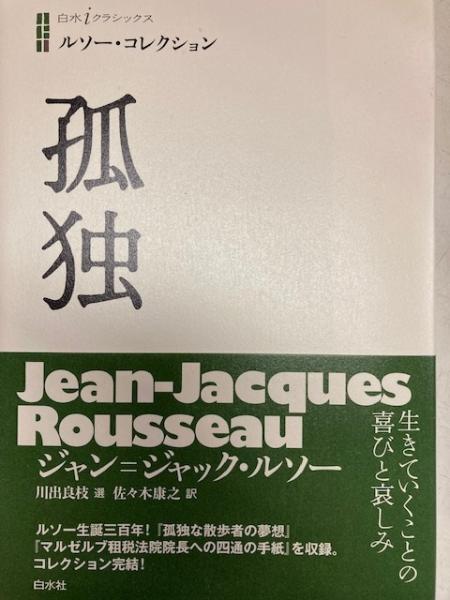 白水iクラシックス
ルソー・コレクション
孤独
Jean-Jacques
Rousseau
ジャン=ジャック・ルソー
川出良枝 選 佐々木康之 訳
生きていくことの
喜びと哀しみ
ルソー生誕三百年!『孤独な散歩者の夢想』
『マルゼルブ租税法院院長への四通の手紙』を収録。
コレクション完結!
白水社